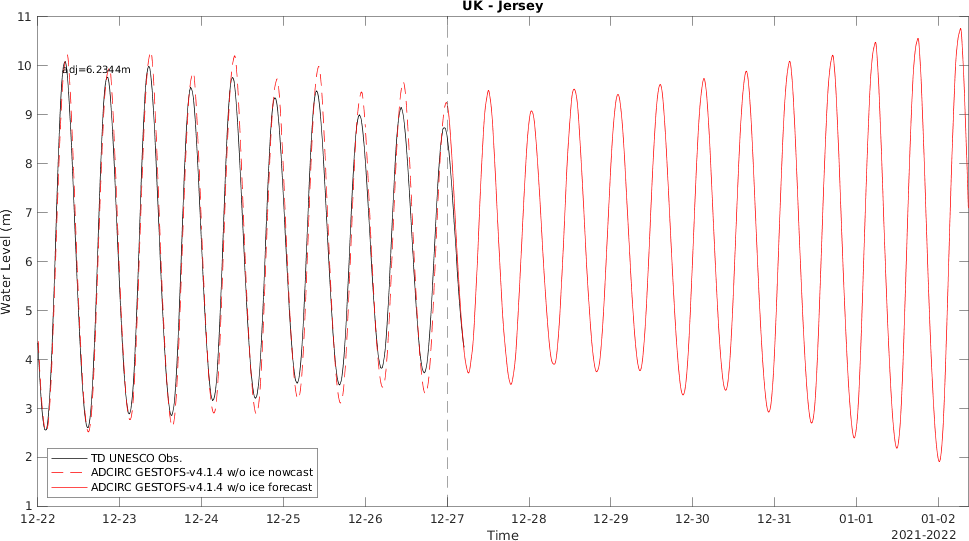 UK - Jersey
11
10
9
8
7
6
5
4
3
2
1
Water Level (m)
adj=6.2344m
TD UNESCO Obs.
ADCIRC GESTOFS-v4.1.4 w/o ice nowcast
ADCIRC GESTOFS-v4.1.4 w/o ice forecast
12-22 12-23 12-24 12-25 12-26 12-27 12-28 12-29 12-30 12-31 01-01 01-02
Time
2021-2022